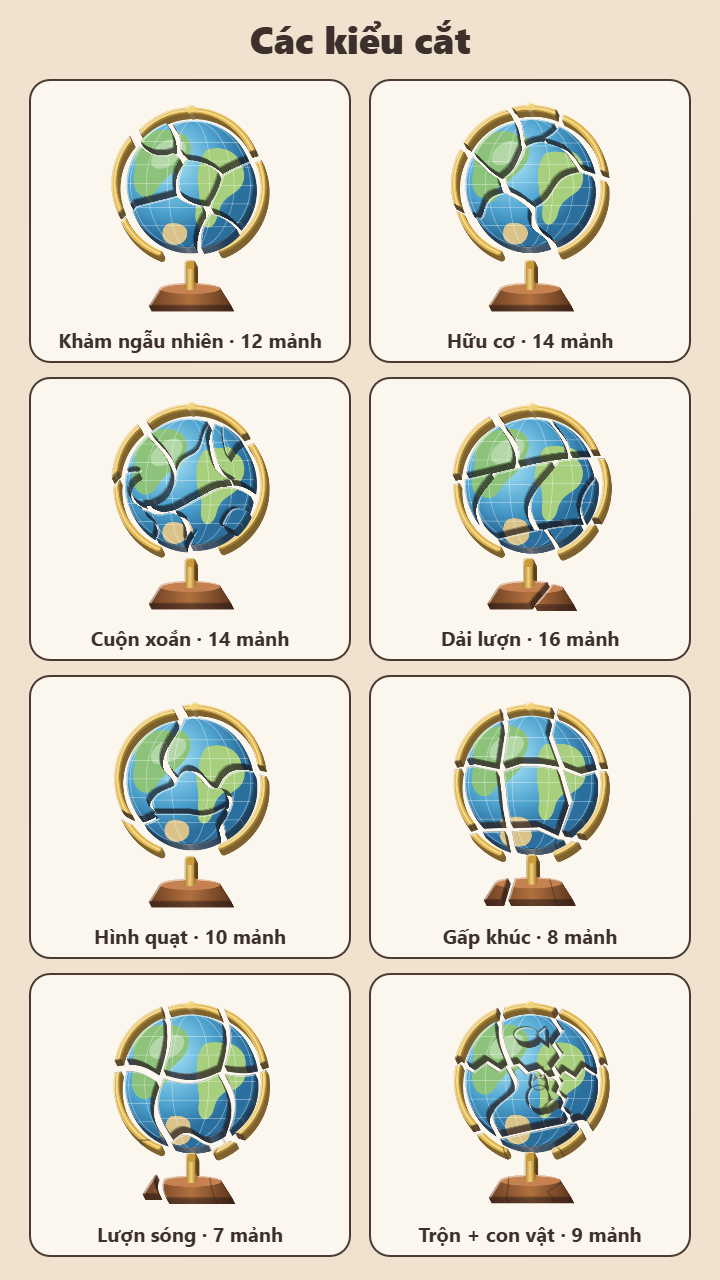 Các kiểu cắt
Khảm ngẫu nhiên · 12 mảnh
Hữu cơ · 14 mảnh
Cuộn xoắn · 14 mảnh
Dải lượn · 16 mảnh
Hình quạt · 10 mảnh
Gấp khúc · 8 mảnh
Lượn sóng · 7 mảnh
Trộn + con vật · 9 mảnh